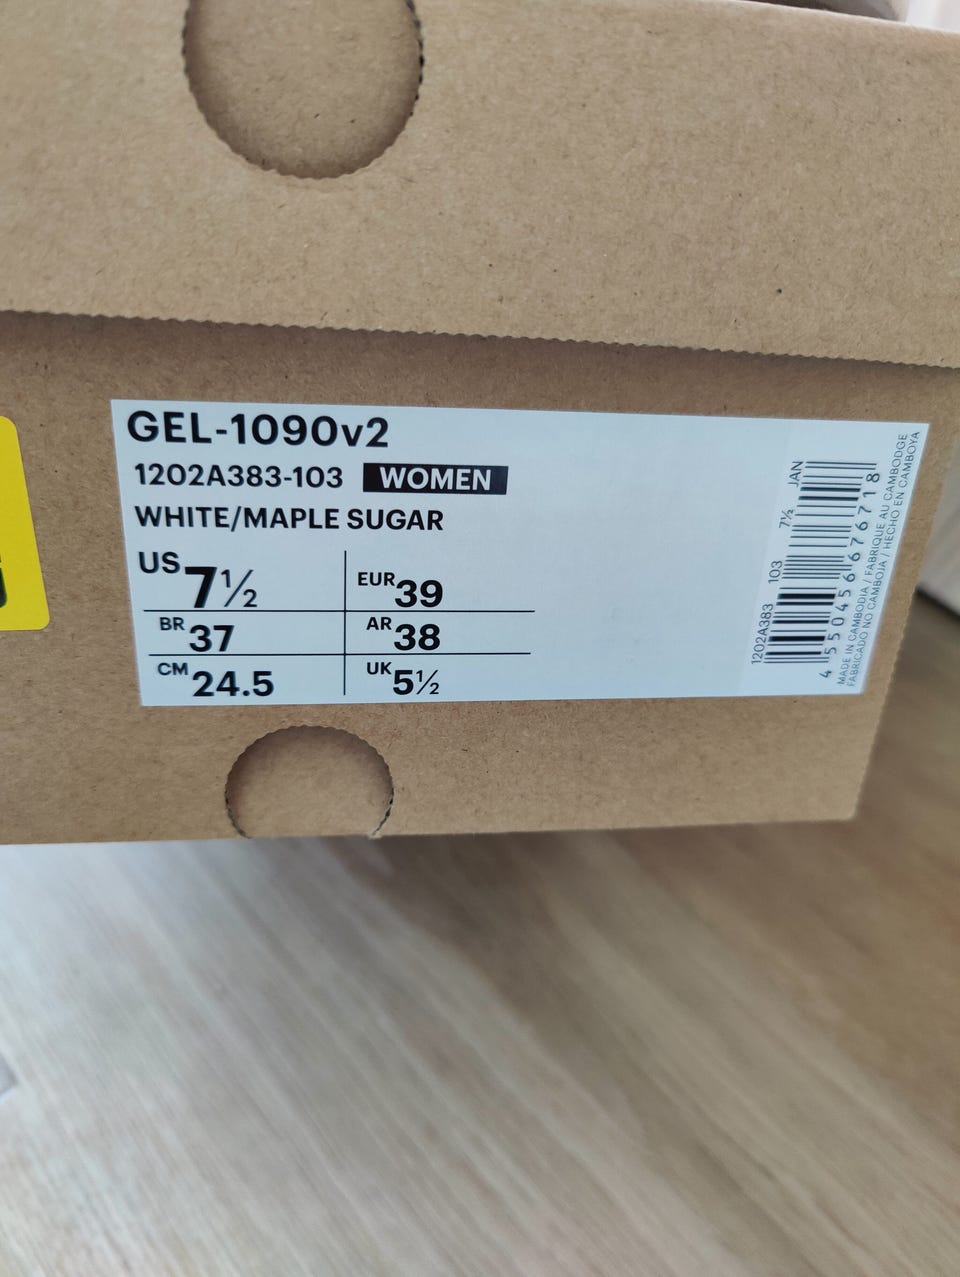 GEL-1090v2
1202A383-103 WOMEN
WHITE/MAPLE SUGAR
US 7½ EUR 39
BR 37 AR 38
CM 24.5 UK 5½
1202A383 103 7½ JAN
4 550456 676718
MADE IN CAMBODIA / FABRIQUE AU CAMBODGE
FABRICADO NO CAMBOJA / HECHO EN CAMBOYA